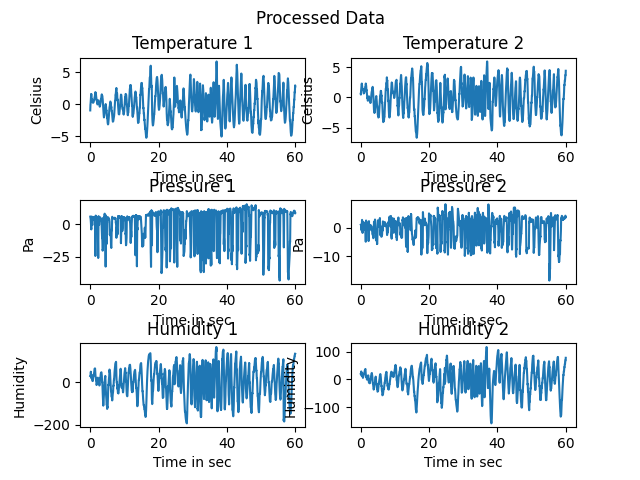 Processed Data
Temperature 1
Temperature 2
Celsius
5
0
−5
0
20
40
60
Time in sec
Celsius
5
0
−5
0
20
40
60
Time in sec
Pressure 1
Pressure 2
Pa
0
−25
0
20
40
60
Time in sec
Pa
0
−10
0
20
40
60
Time in sec
Humidity 1
Humidity 2
Humidity
0
−200
0
20
40
60
Time in sec
Humidity
100
0
−100
0
20
40
60
Time in sec